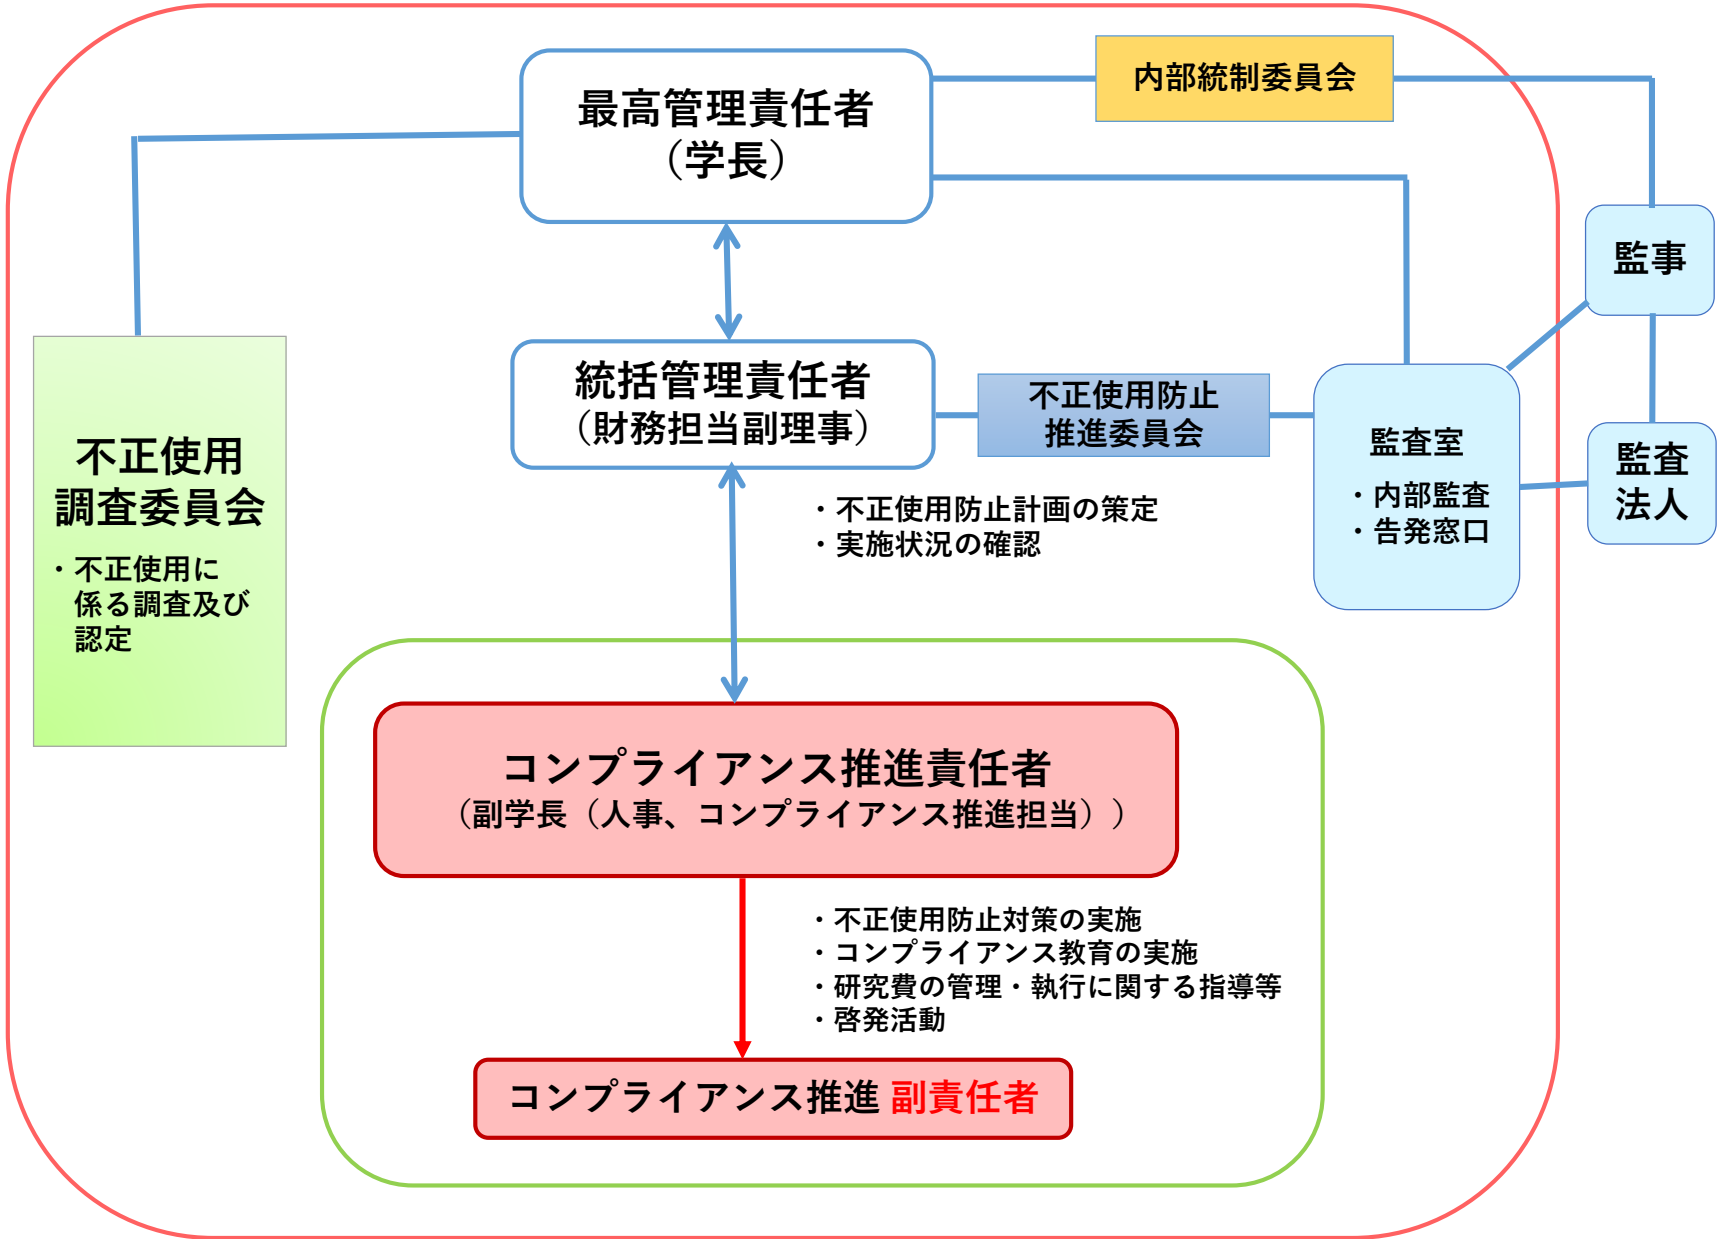 最高管理責任者
（学長）
内部統制委員会
監事
統括管理責任者
（財務担当副理事）
不正使用防止
推進委員会
監査室
・内部監査
・告発窓口
監査
法人
・不正使用防止計画の策定
・実施状況の確認
不正使用
調査委員会
・不正使用に
係る調査及び
認定
コンプライアンス推進責任者
（副学長（人事、コンプライアンス推進担当））
・不正使用防止対策の実施
・コンプライアンス教育の実施
・研究費の管理・執行に関する指導等
・啓発活動
コンプライアンス推進 副責任者